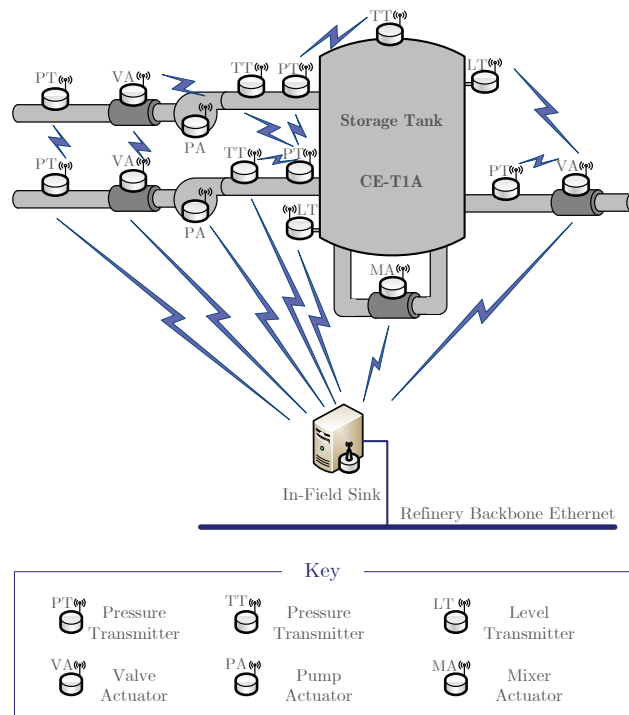 TT
PT
VA
TT
PT
LT
Storage Tank
PA
PT
VA
TT
PT
CE-T1A
PT
VA
PA
LT
MA
In-Field Sink
Refinery Backbone Ethernet
Key
PT
Pressure
Transmitter
TT
Pressure
Transmitter
LT
Level
Transmitter
VA
Valve
Actuator
PA
Pump
Actuator
MA
Mixer
Actuator